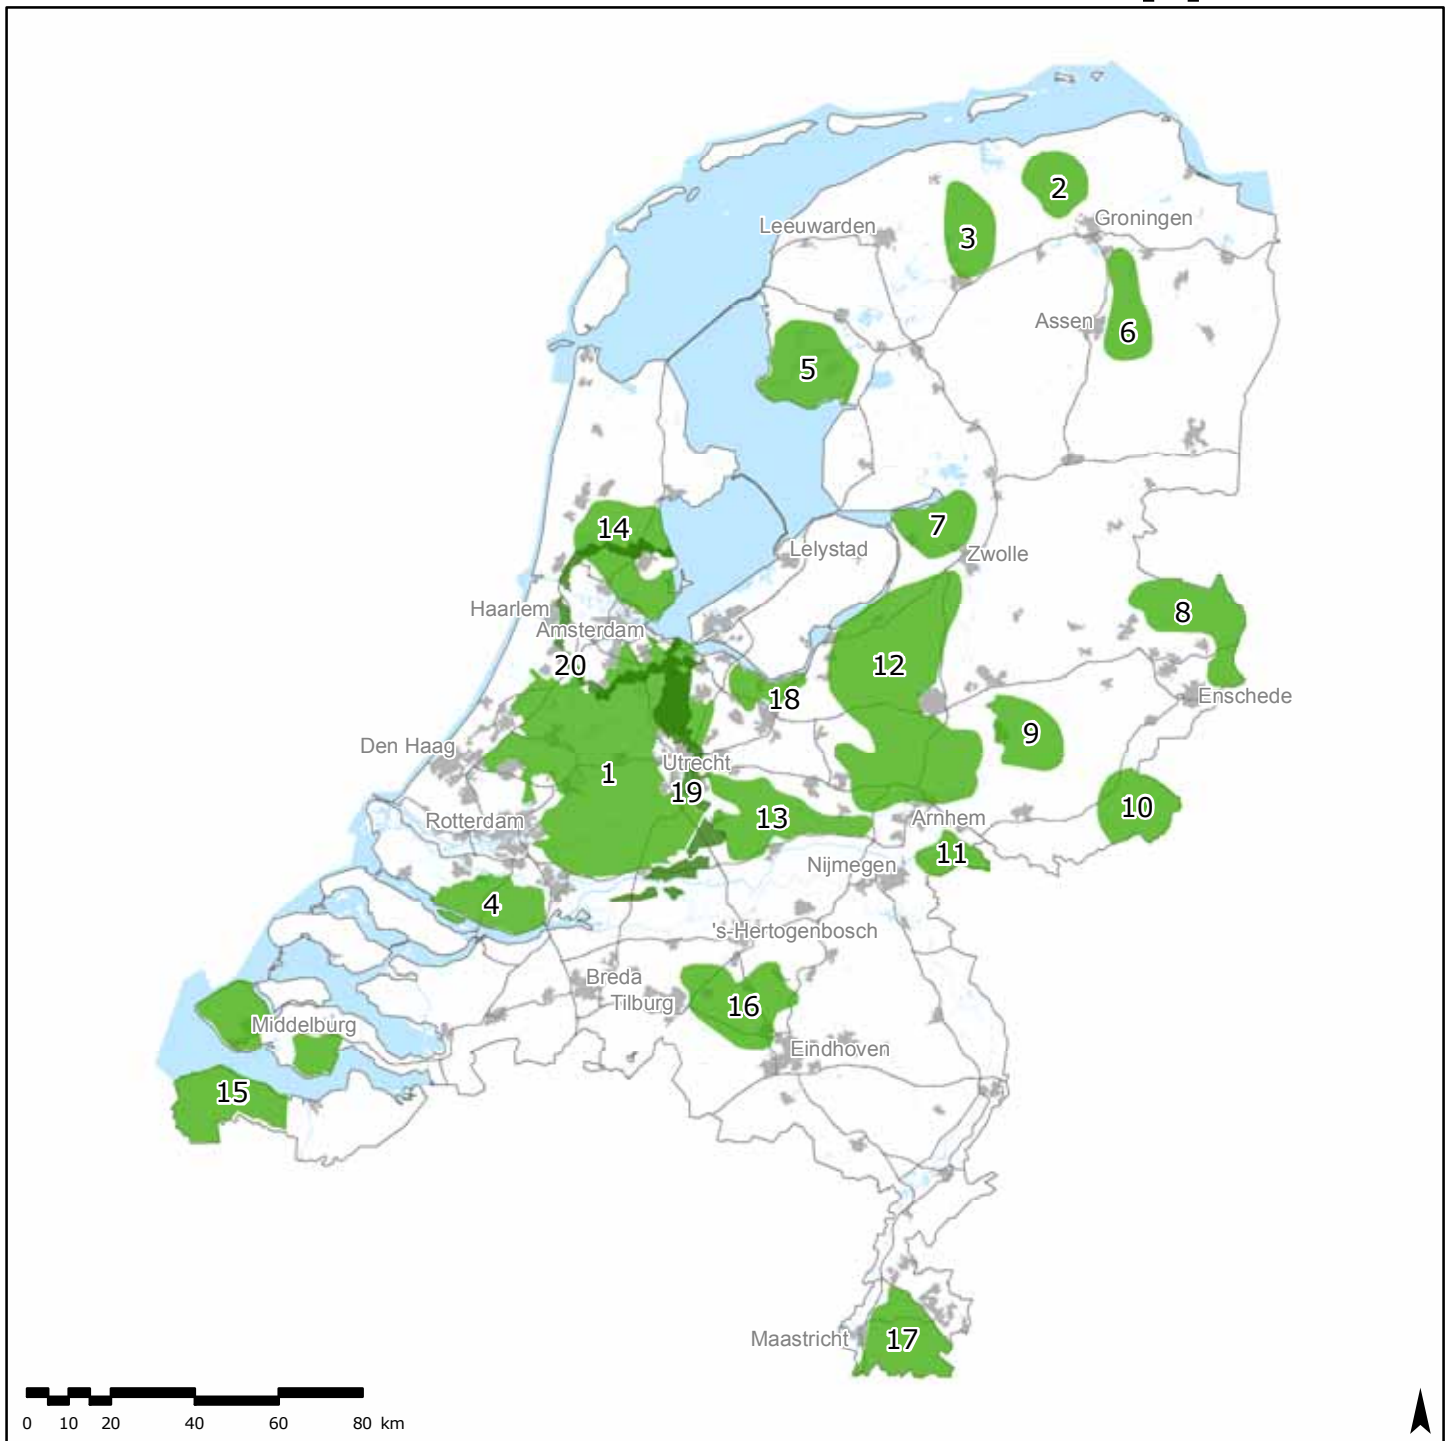 2
Groningen
Leeuwarden
3
Assen
6
5
14
7
Lelystad
Zwolle
Haarlem
8
Amsterdam
20
12
18
Enschede
9
Den Haag
Utrecht
1
19
10
Rotterdam
13
Arnhem
11
Nijmegen
4
's-Hertogenbosch
Breda
Tilburg
16
Middelburg
Eindhoven
15
Maastricht
17
0 10 20 40 60 80 km